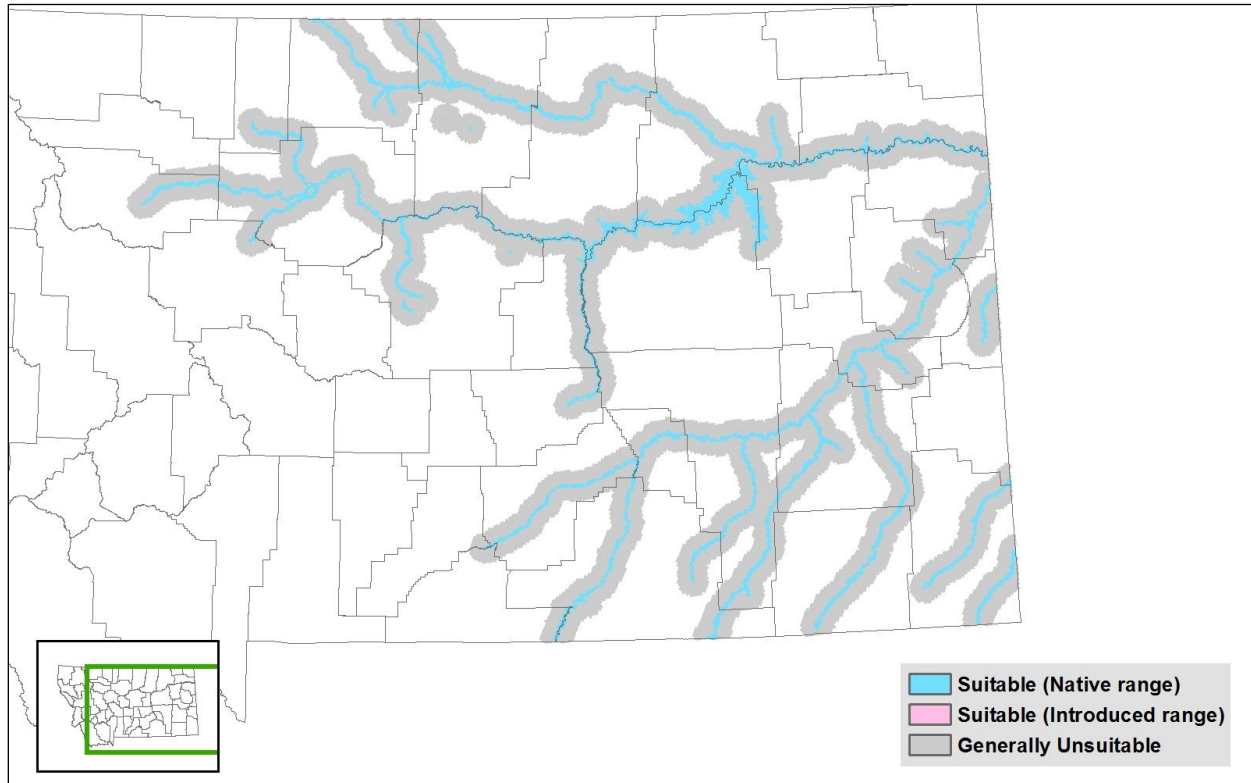 Suitable (Native range)
Suitable (Introduced range)
Generally Unsuitable